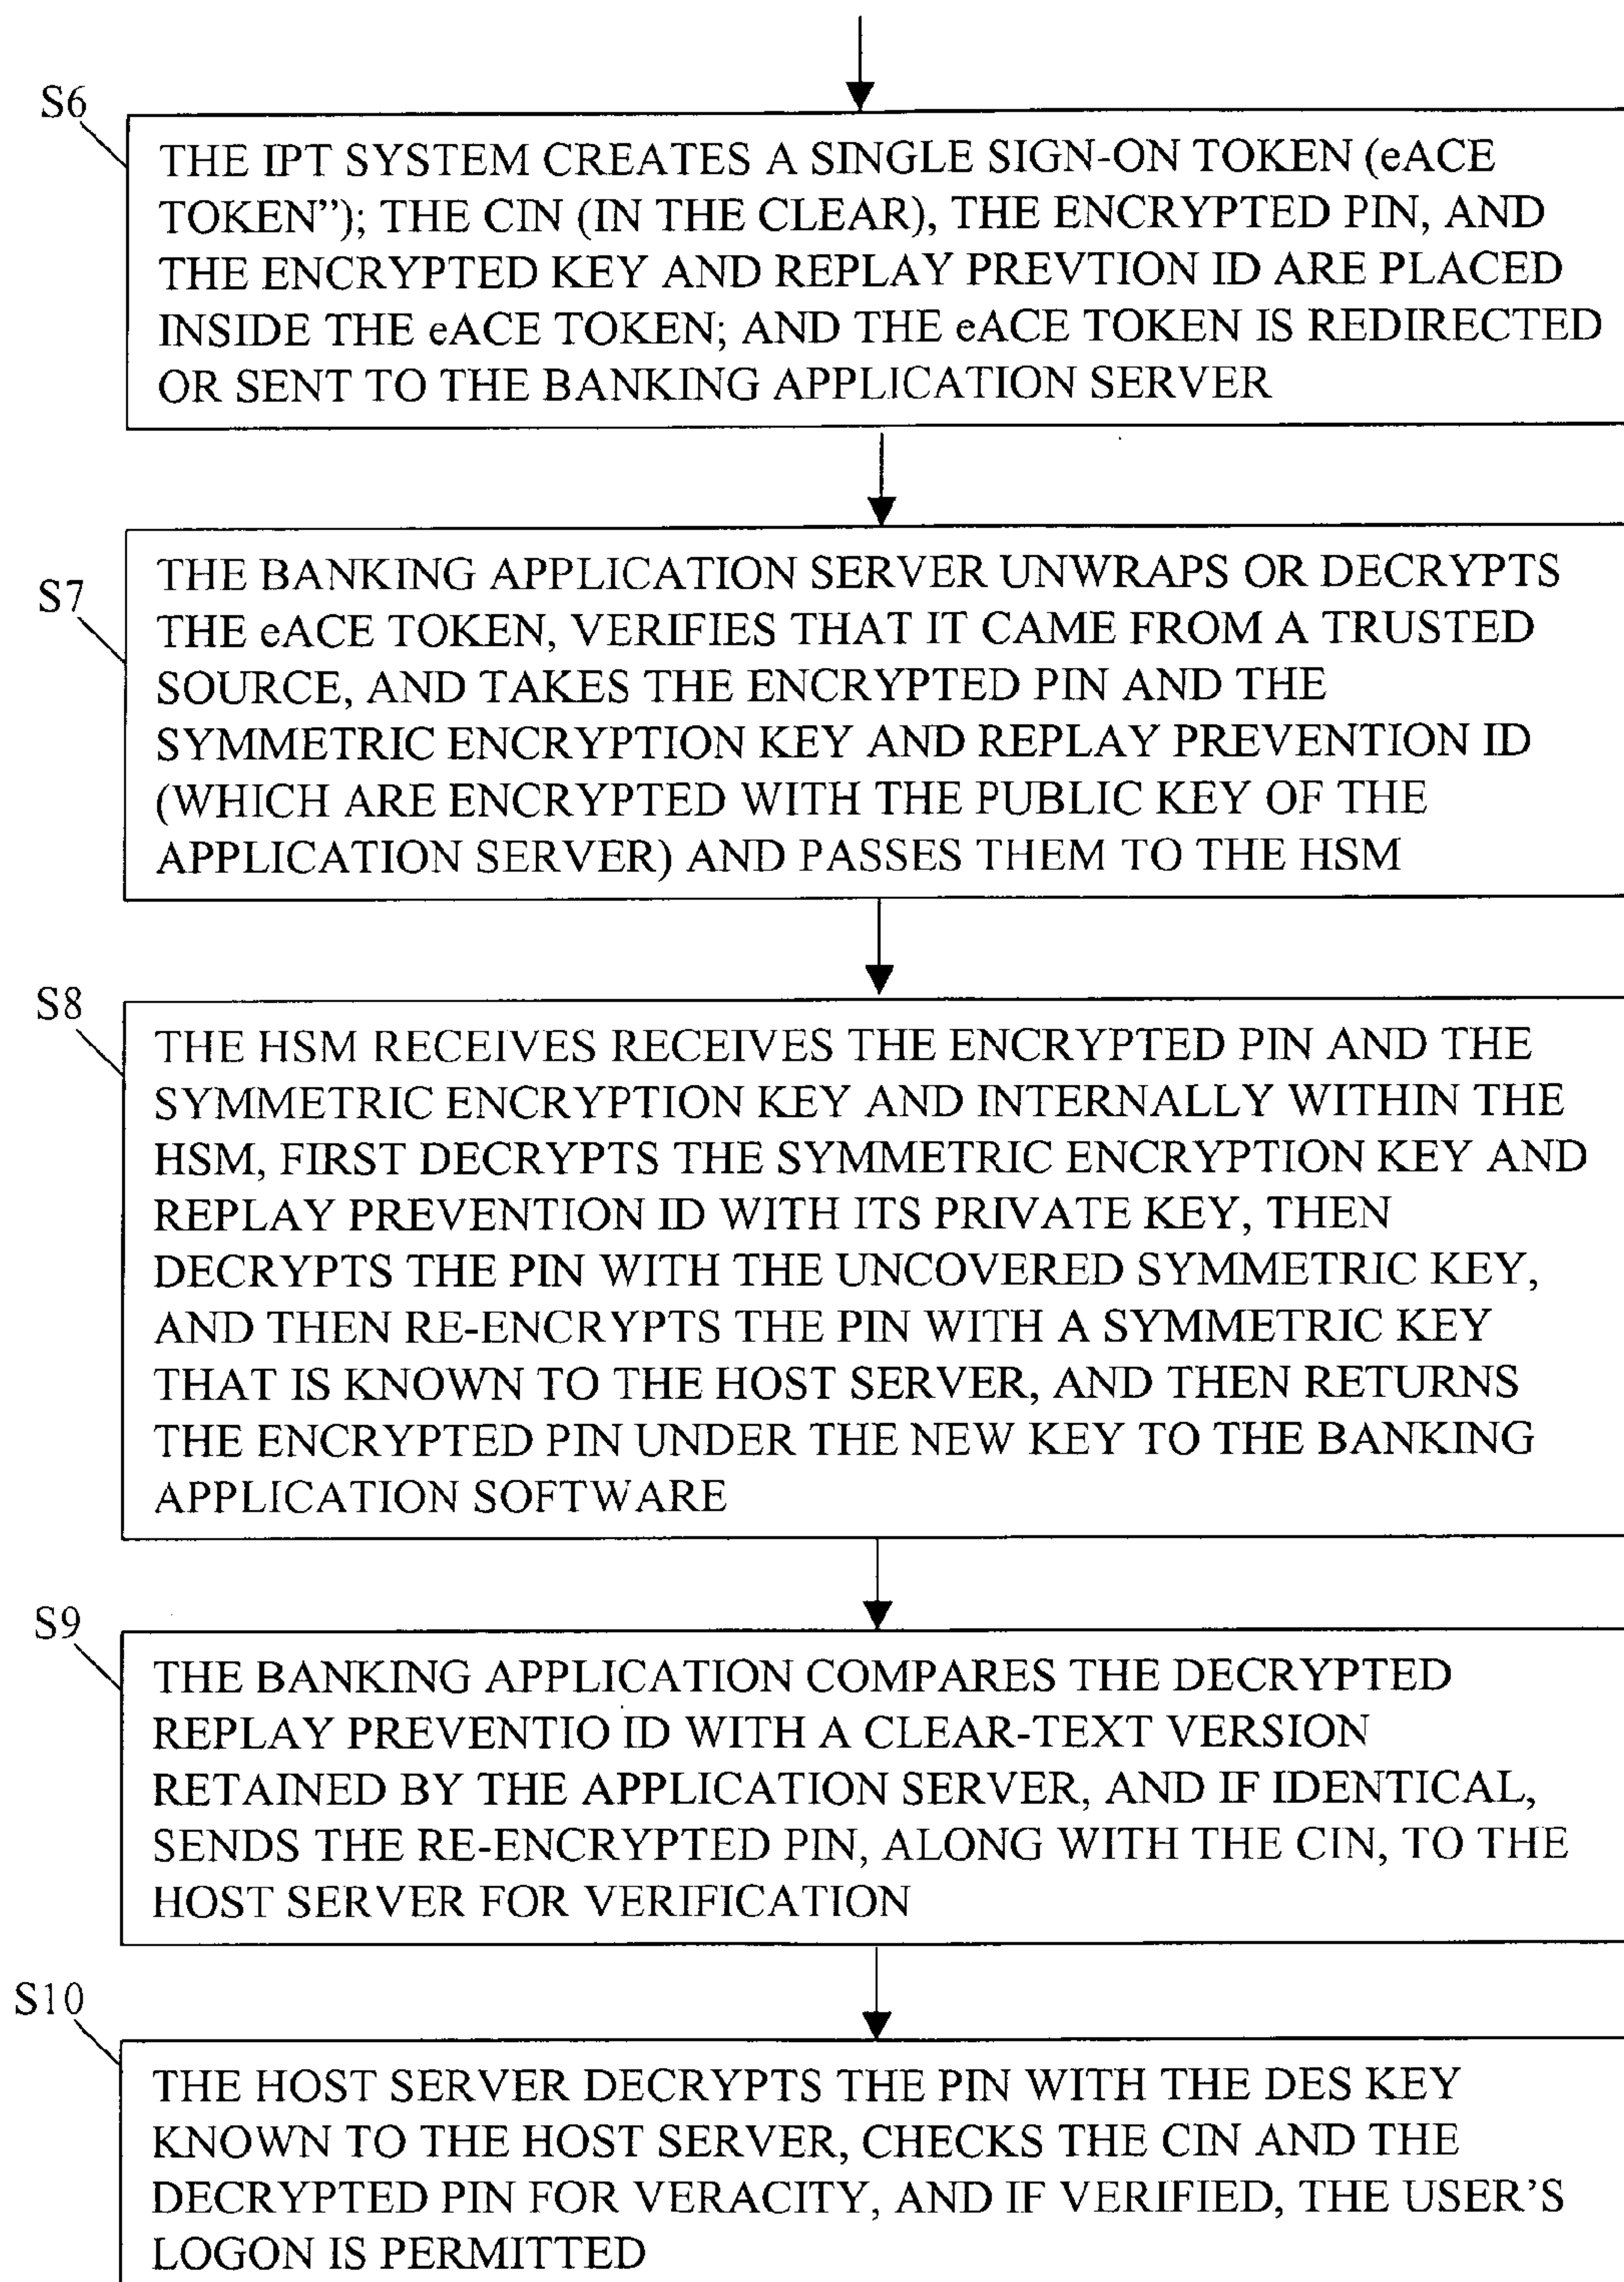 S6
THE IPT SYSTEM CREATES A SINGLE SIGN-ON TOKEN (eACE
TOKEN”); THE CIN (IN THE CLEAR), THE ENCRYPTED PIN, AND
THE ENCRYPTED KEY AND REPLAY PREVTION ID ARE PLACED
INSIDE THE eACE TOKEN; AND THE eACE TOKEN IS REDIRECTED
OR SENT TO THE BANKING APPLICATION SERVER
S7
THE BANKING APPLICATION SERVER UNWRAPS OR DECRYPTS
THE eACE TOKEN, VERIFIES THAT IT CAME FROM A TRUSTED
SOURCE, AND TAKES THE ENCRYPTED PIN AND THE
SYMMETRIC ENCRYPTION KEY AND REPLAY PREVENTION ID
(WHICH ARE ENCRYPTED WITH THE PUBLIC KEY OF THE
APPLICATION SERVER) AND PASSES THEM TO THE HSM
S8
THE HSM RECEIVES RECEIVES THE ENCRYPTED PIN AND THE
SYMMETRIC ENCRYPTION KEY AND INTERNALLY WITHIN THE
HSM, FIRST DECRYPTS THE SYMMETRIC ENCRYPTION KEY AND
REPLAY PREVENTION ID WITH ITS PRIVATE KEY, THEN
DECRYPTS THE PIN WITH THE UNCOVERED SYMMETRIC KEY,
AND THEN RE-ENCRYPTS THE PIN WITH A SYMMETRIC KEY
THAT IS KNOWN TO THE HOST SERVER, AND THEN RETURNS
THE ENCRYPTED PIN UNDER THE NEW KEY TO THE BANKING
APPLICATION SOFTWARE
S9
THE BANKING APPLICATION COMPARES THE DECRYPTED
REPLAY PREVENTIO ID WITH A CLEAR-TEXT VERSION
RETAINED BY THE APPLICATION SERVER, AND IF IDENTICAL,
SENDS THE RE-ENCRYPTED PIN, ALONG WITH THE CIN, TO THE
HOST SERVER FOR VERIFICATION
S10
THE HOST SERVER DECRYPTS THE PIN WITH THE DES KEY
KNOWN TO THE HOST SERVER, CHECKS THE CIN AND THE
DECRYPTED PIN FOR VERACITY, AND IF VERIFIED, THE USER’S
LOGON IS PERMITTED